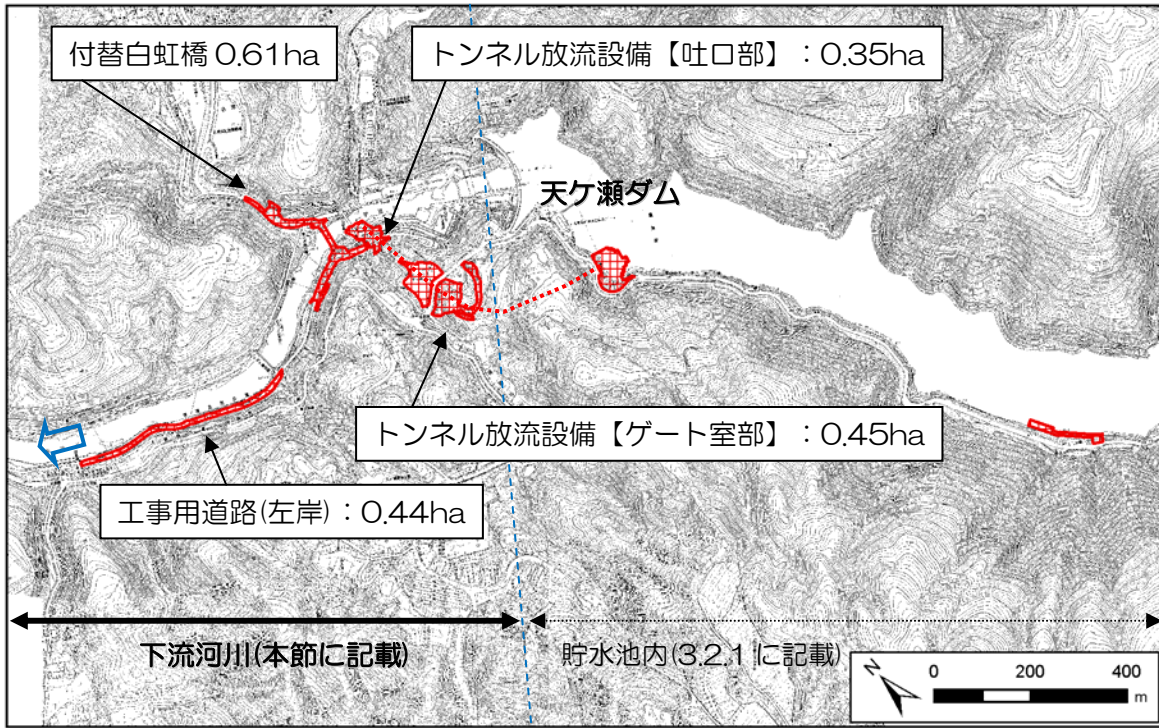 付替白虹橋 0.61ha
トンネル放流設備【吐口部】：0.35ha
天ケ瀬ダム
トンネル放流設備【ゲート室部】：0.45ha
工事用道路(左岸)：0.44ha
下流河川(本節に記載)
貯水池内(3.2.1 に記載)
N
0 200 400
m